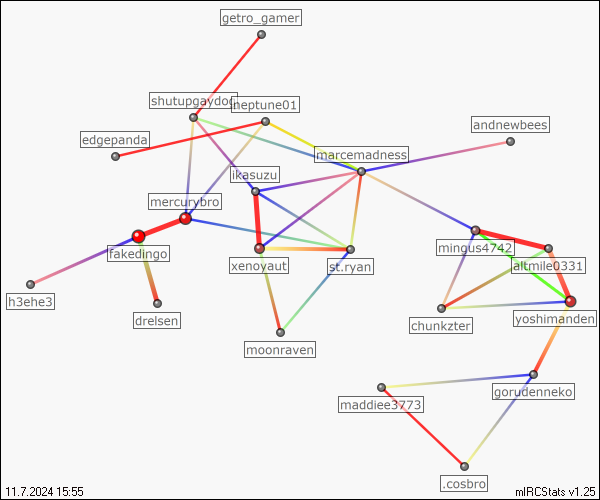 getro_gamer
shutupgaydog
neptune01
edgepanda
andnewbees
marcemadness
ikasuzu
mercurybro
fakedingo
mingus4742
xenoyaut
st.ryan
altmile0331
h3ehe3
drelsen
chunkzter
yoshimanden
moonraven
gorudenneko
maddiee3773
.cosbro
11.7.2024 15:55
mIRCStats v1.25